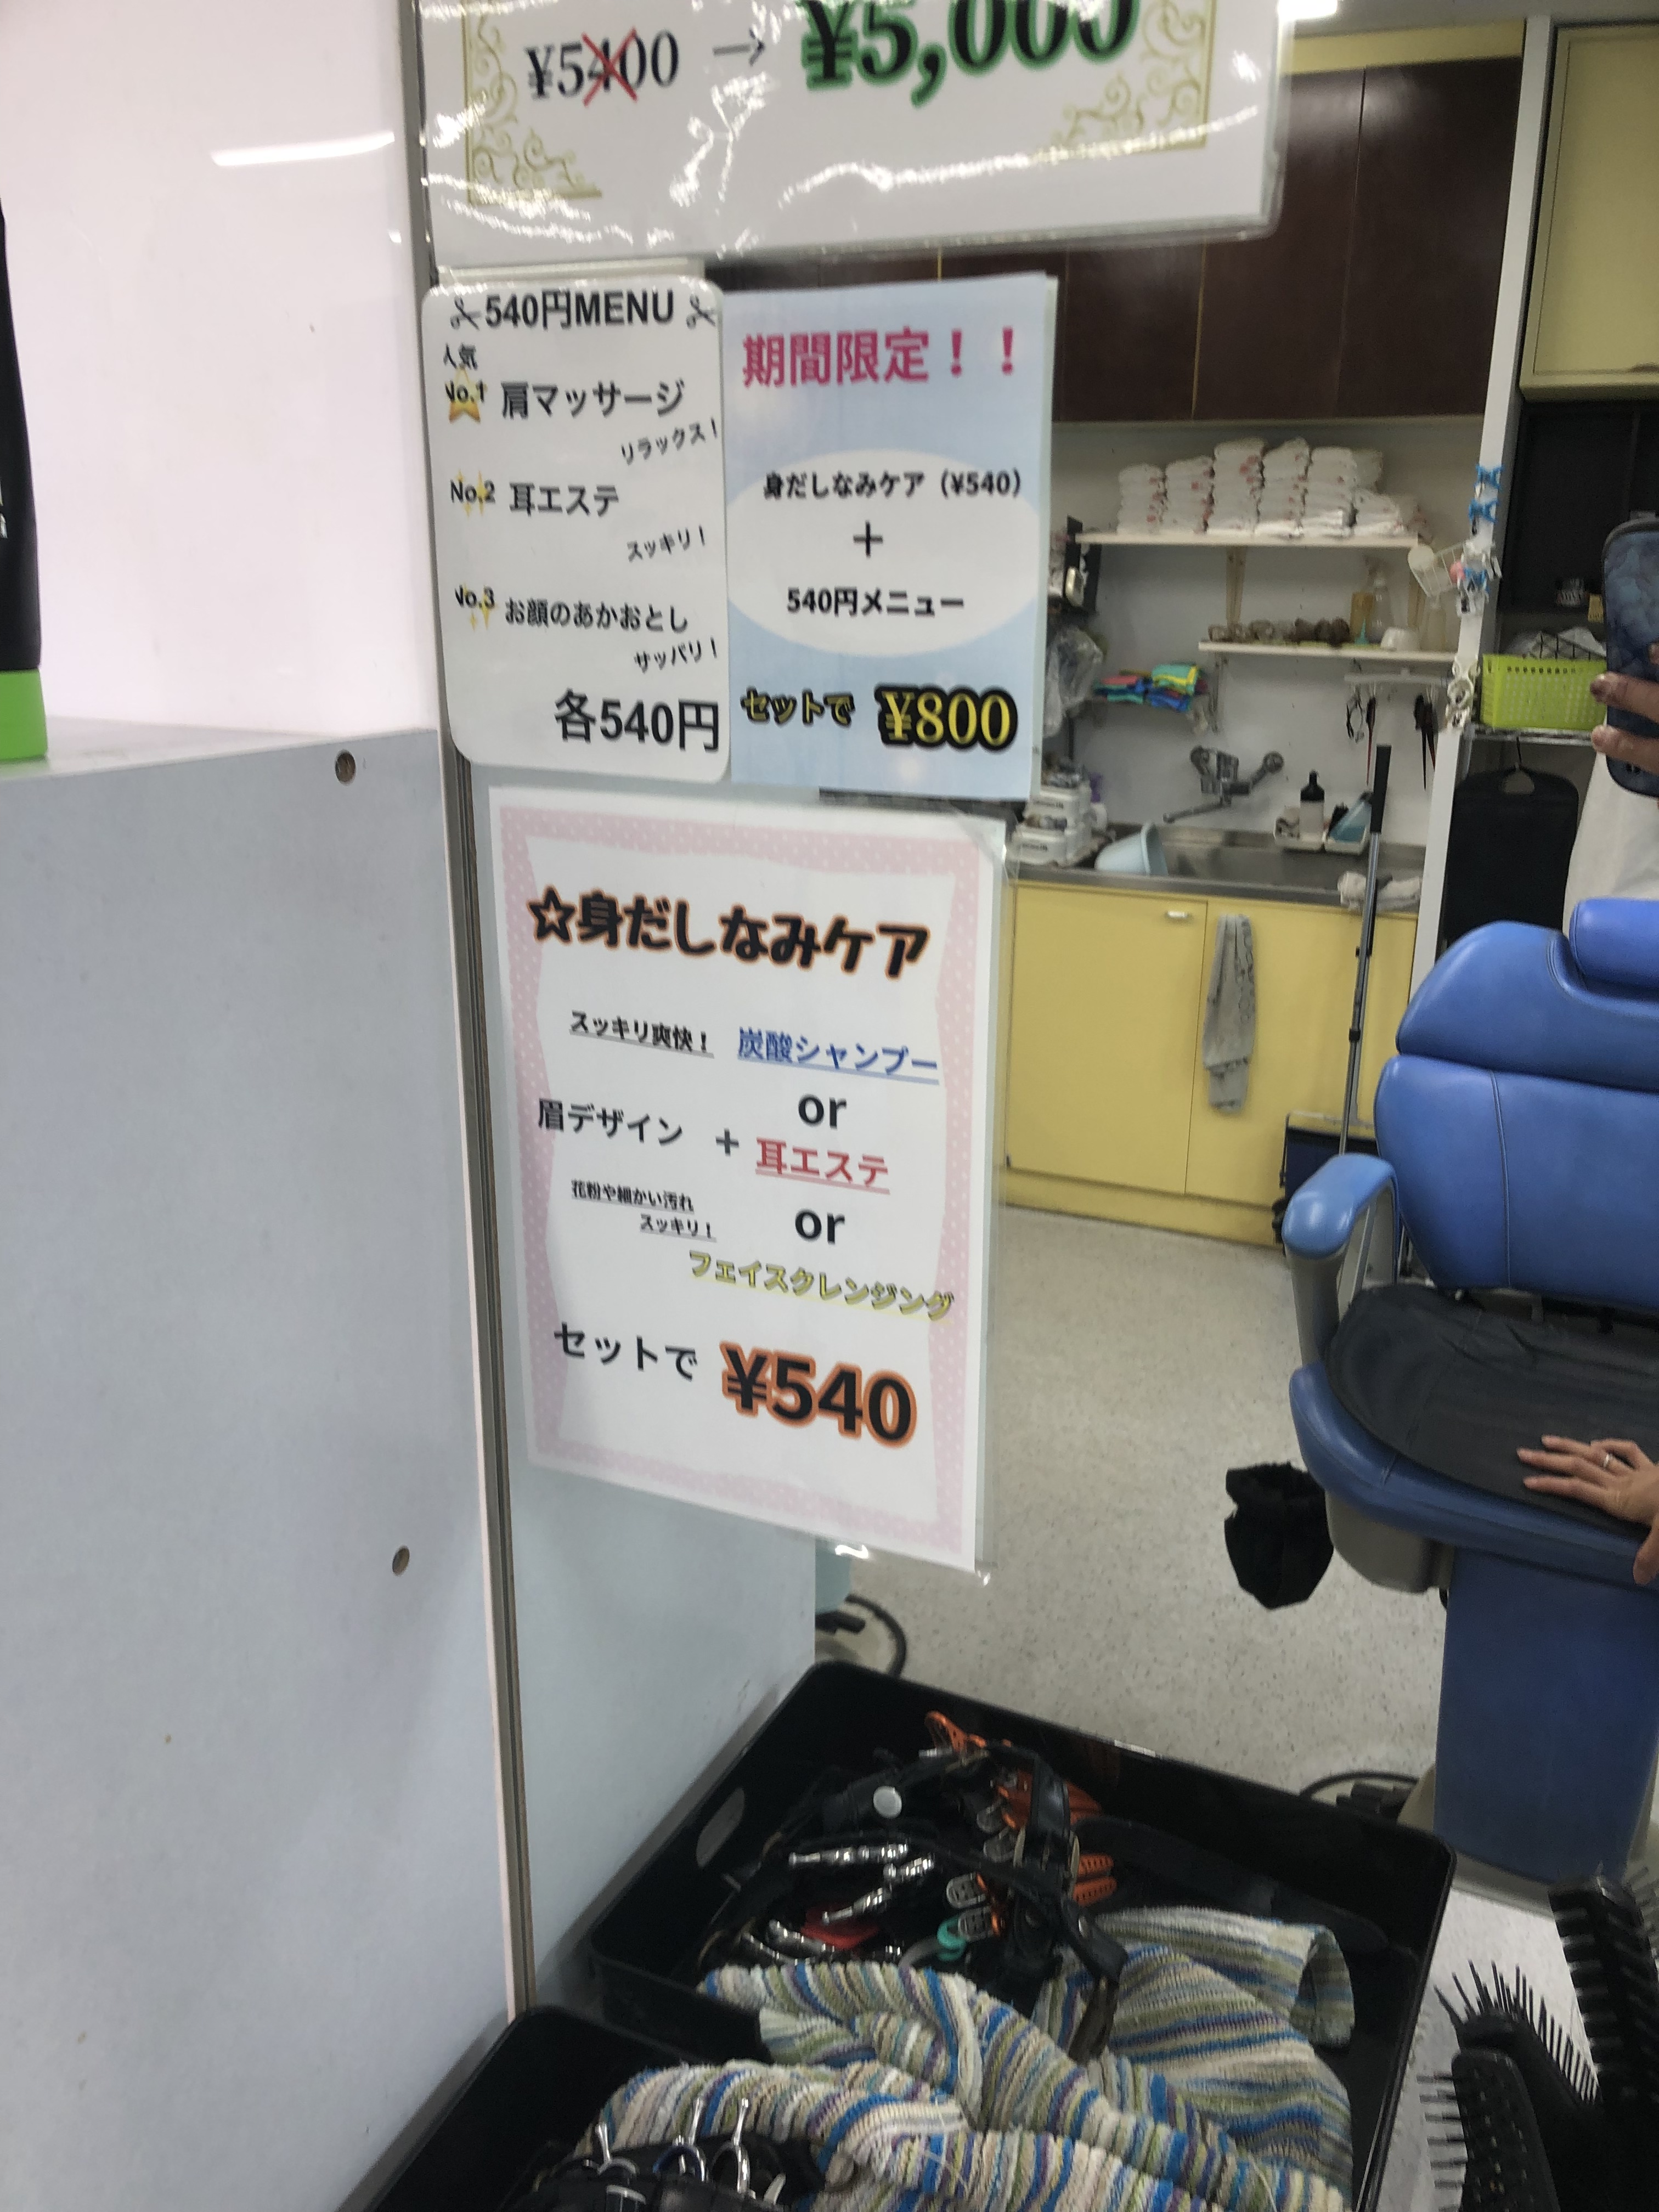 ¥5400 → ¥5,000
540円MENU
人気
No.1 肩マッサージ
リラックス!
No.2 耳エステ
スッキリ!
No.3 お顔のあかおとし
サッパリ!
各540円
期間限定!!
身だしなみケア (¥540)
+
540円メニュー
セットで ¥800
☆身だしなみケア
スッキリ爽快! 炭酸シャンプー
or
眉デザイン + 耳エステ
花粉や細かい汚れ
スッキリ! or
フェイスクレンジング
セットで ¥540